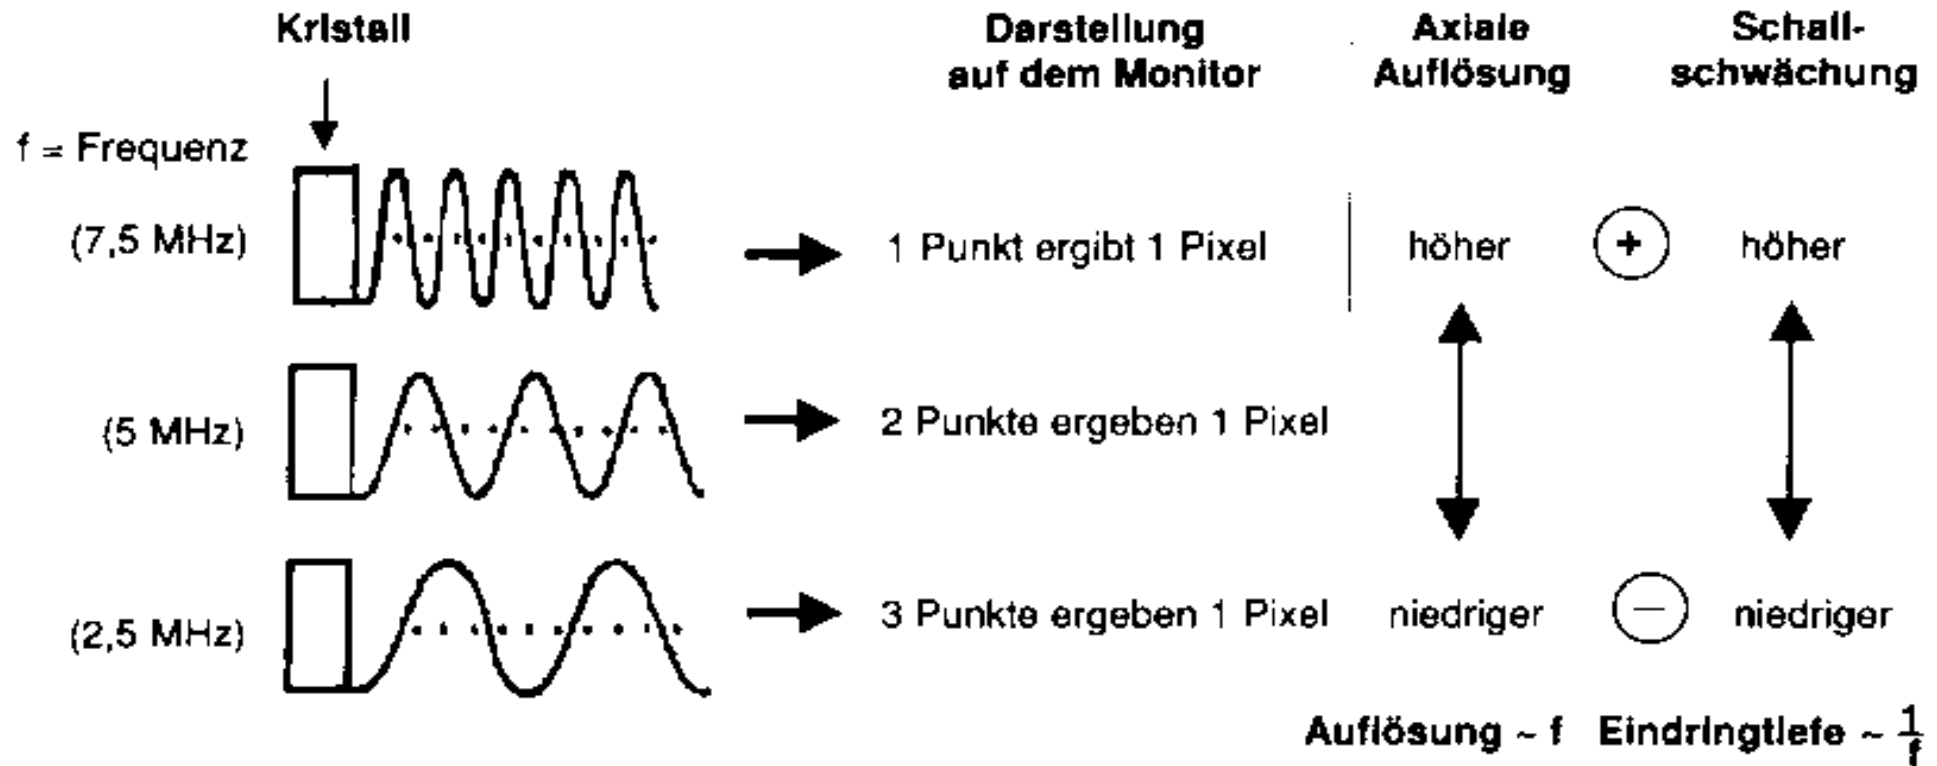 Kristall
Darstellung
auf dem Monitor
Axiale
Auflösung
Schall-
schwächung
f = Frequenz
(7,5 MHz)
1 Punkt ergibt 1 Pixel
höher
+
höher
(5 MHz)
2 Punkte ergeben 1 Pixel
(2,5 MHz)
3 Punkte ergeben 1 Pixel
niedriger
−
niedriger
Auflösung ~ f
Eindringtiefe ~ 1/f